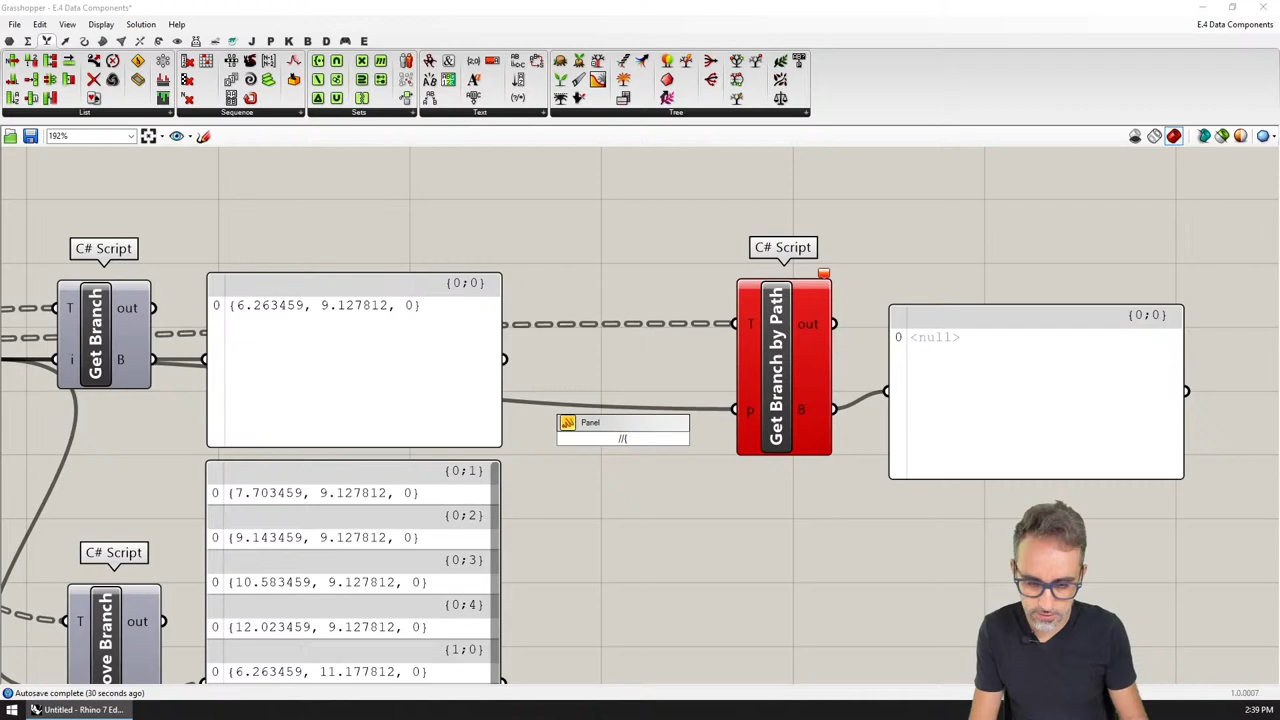 Grasshopper - E.4 Data Components*
File Edit View Display Solution Help
E.4 Data Components
J P K B D E
List Sequence Sets Text Tree
192%
C# Script
T out
Get Branch
i B
{0;0}
0 {6.263459, 9.127812, 0}
C# Script
T out
Get Branch by Path
p B
{0;0}
0 <null>
Panel
//{
{0;1}
0 {7.703459, 9.127812, 0}
{0;2}
0 {9.143459, 9.127812, 0}
{0;3}
0 {10.583459, 9.127812, 0}
{0;4}
0 {12.023459, 9.127812, 0}
{1;0}
0 {6.263459, 11.177812, 0}
C# Script
T out
ove Branch
Autosave complete (30 seconds ago)
1.0.0007
Untitled - Rhino 7 Ed...
2:39 PM